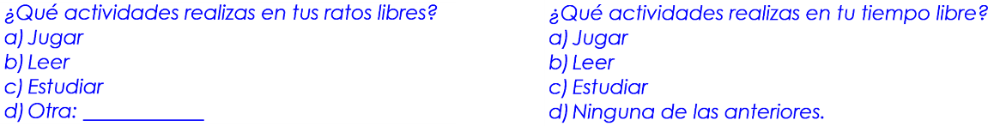 ¿Qué actividades realizas en tus ratos libres?
a) Jugar
b) Leer
c) Estudiar
d) Otra: ____________
¿Qué actividades realizas en tu tiempo libre?
a) Jugar
b) Leer
c) Estudiar
d) Ninguna de las anteriores.